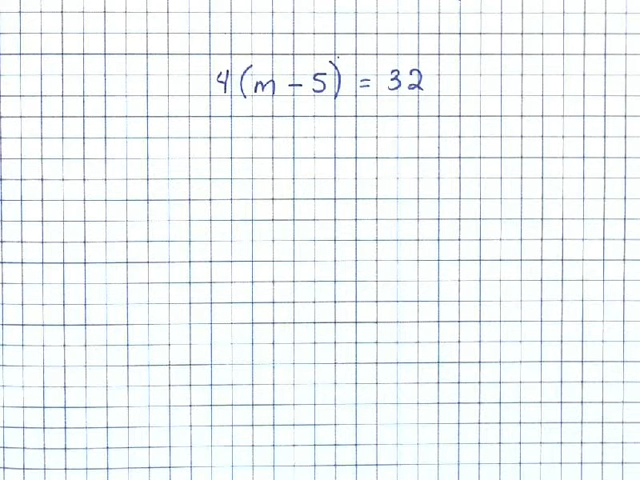 4(m - 5) = 32